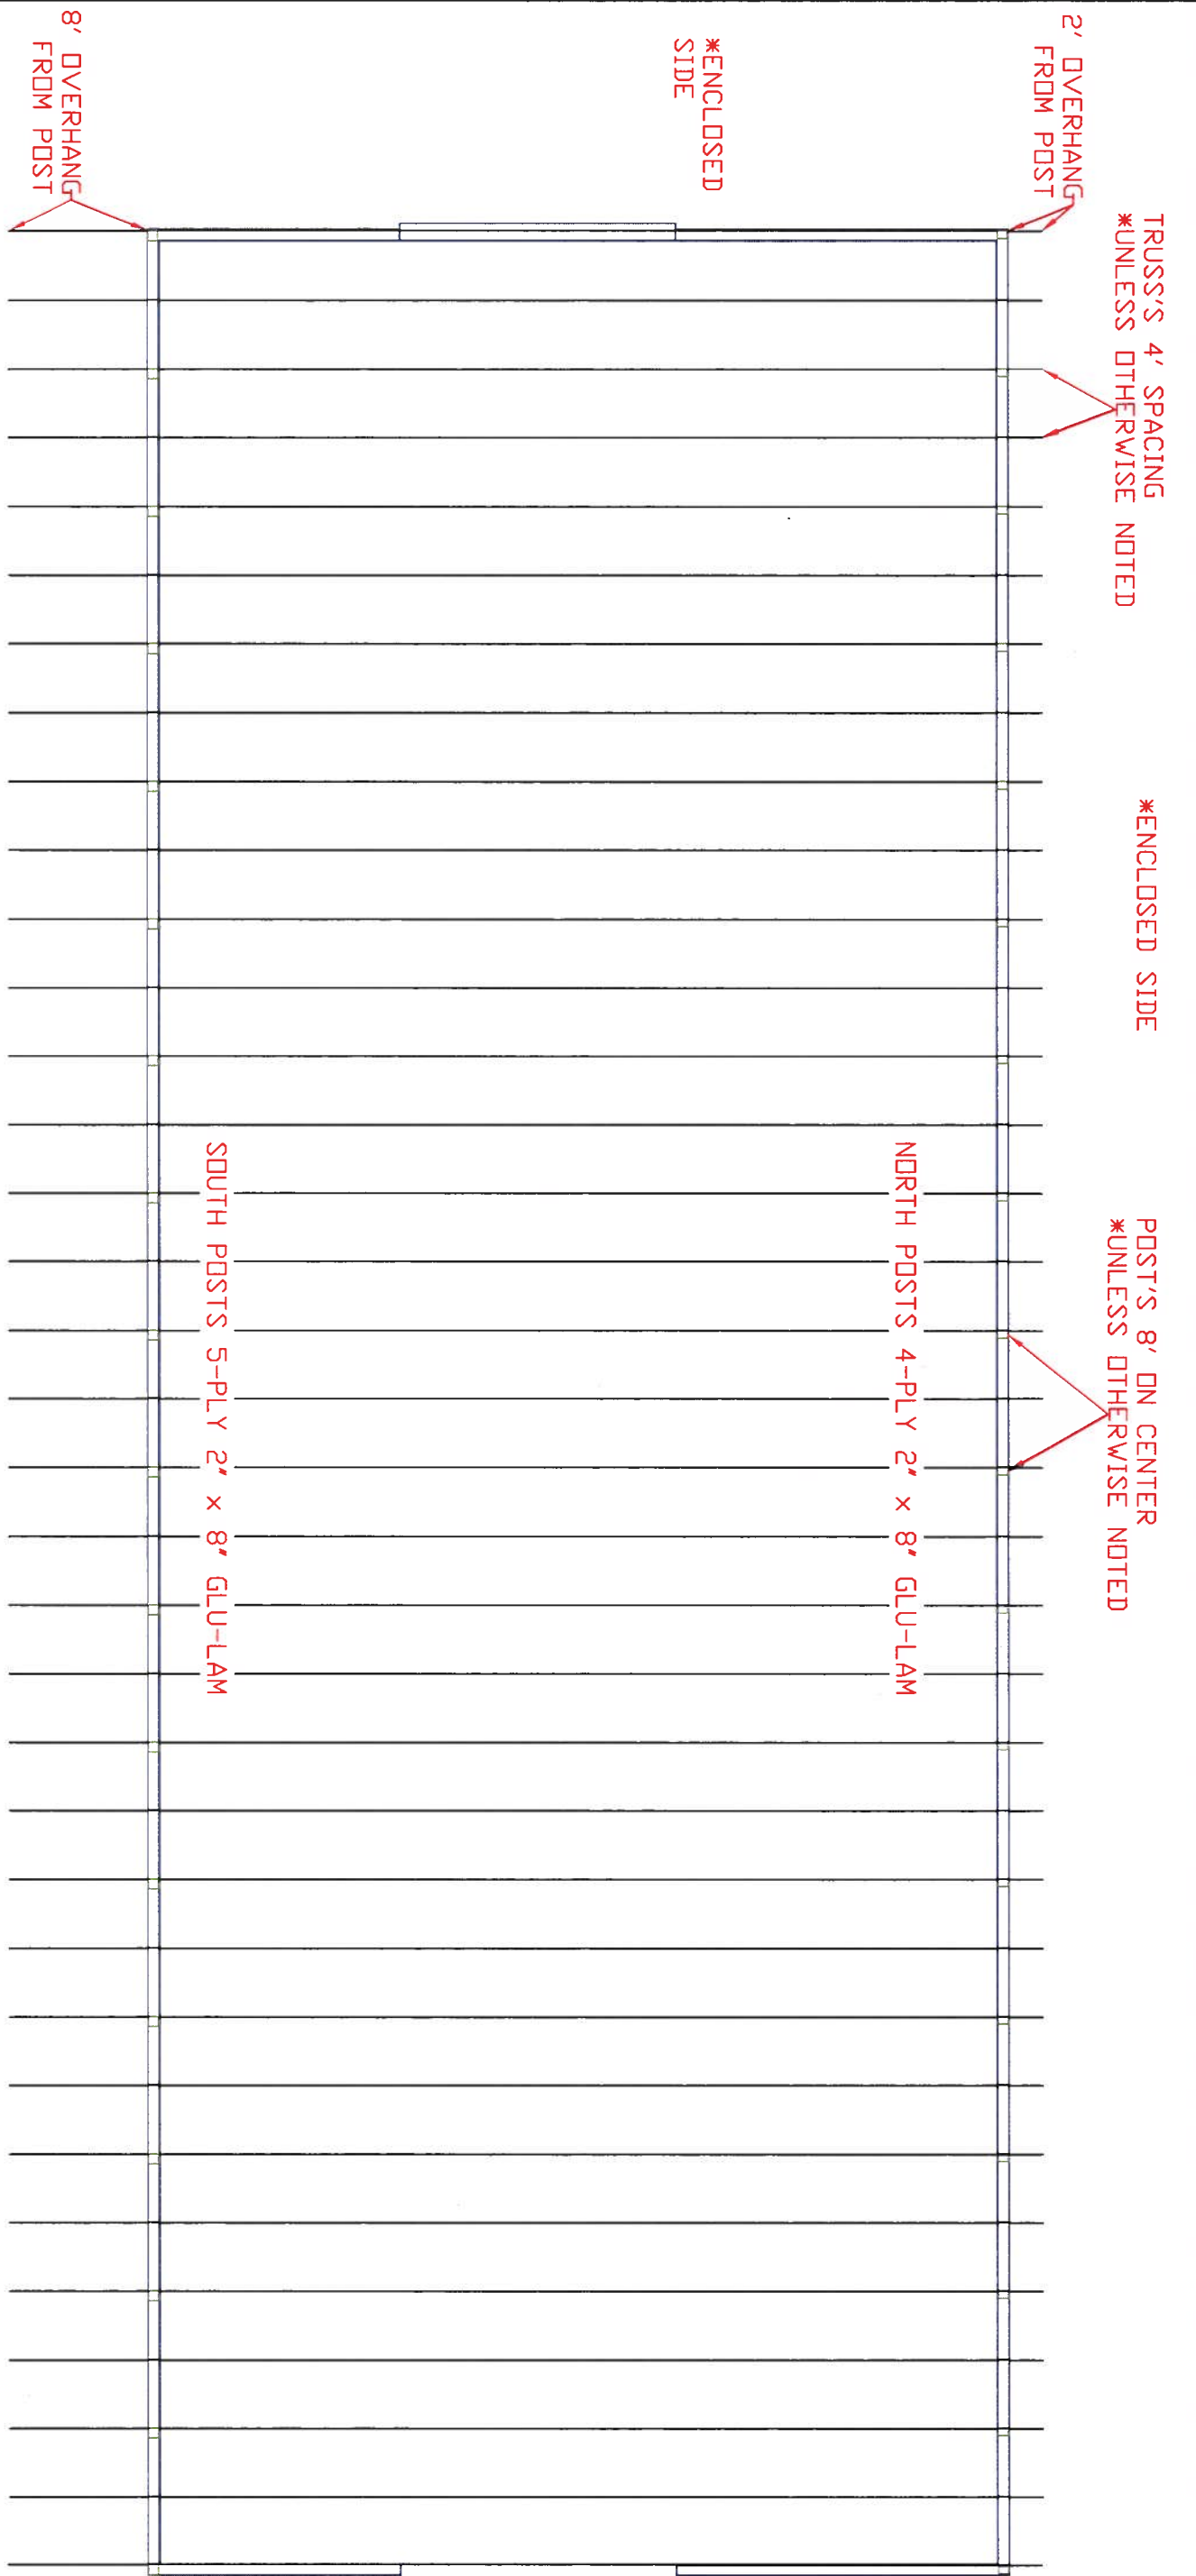 2' OVERHANG
FROM POST
TRUSS'S 4' SPACING
*UNLESS OTHERWISE NOTED
*ENCLOSED SIDE
POST'S 8' ON CENTER
*UNLESS OTHERWISE NOTED
*ENCLOSED
SIDE
NORTH POSTS 4-PLY 2" x 8" GLU-LAM
SOUTH POSTS 5-PLY 2" x 8" GLU-LAM
8' OVERHANG
FROM POST